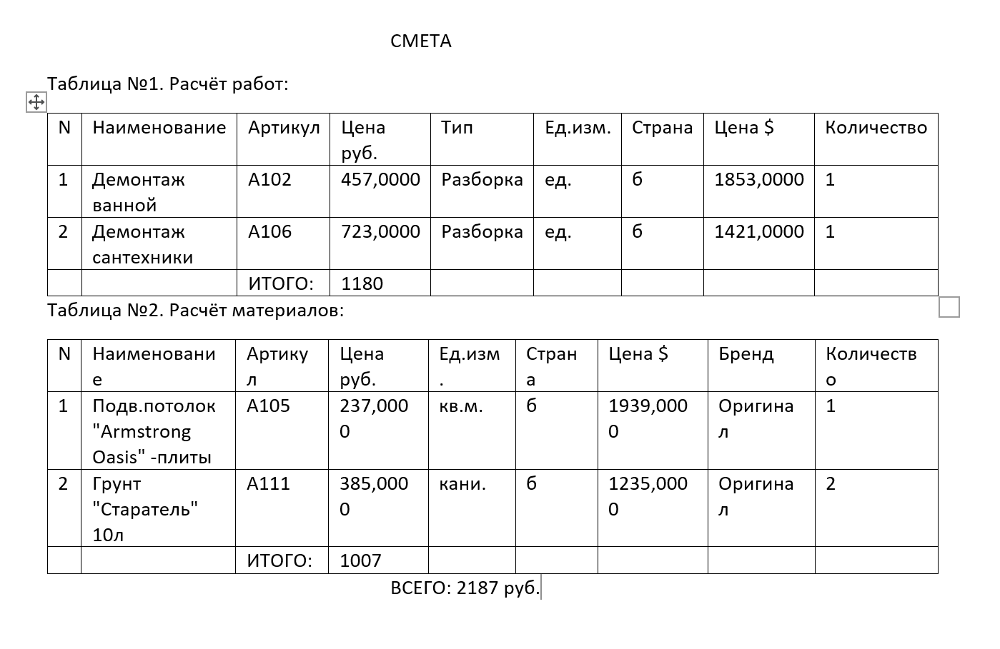 СМЕТА
Таблица №1. Расчёт работ:
N Наименование Артикул Цена руб. Тип Ед.изм. Страна Цена $ Количество
1 Демонтаж ванной А102 457,0000 Разборка ед. б 1853,0000 1
2 Демонтаж сантехники А106 723,0000 Разборка ед. б 1421,0000 1
ИТОГО: 1180
Таблица №2. Расчёт материалов:
N Наименование Артикул Цена руб. Ед.изм. Страна Цена $ Бренд Количество
1 Подв.потолок "Armstrong Oasis" -плиты А105 237,0000 кв.м. б 1939,0000 Оригинал 1
2 Грунт "Старатель" 10л А111 385,0000 кани. б 1235,0000 Оригинал 2
ИТОГО: 1007
ВСЕГО: 2187 руб.